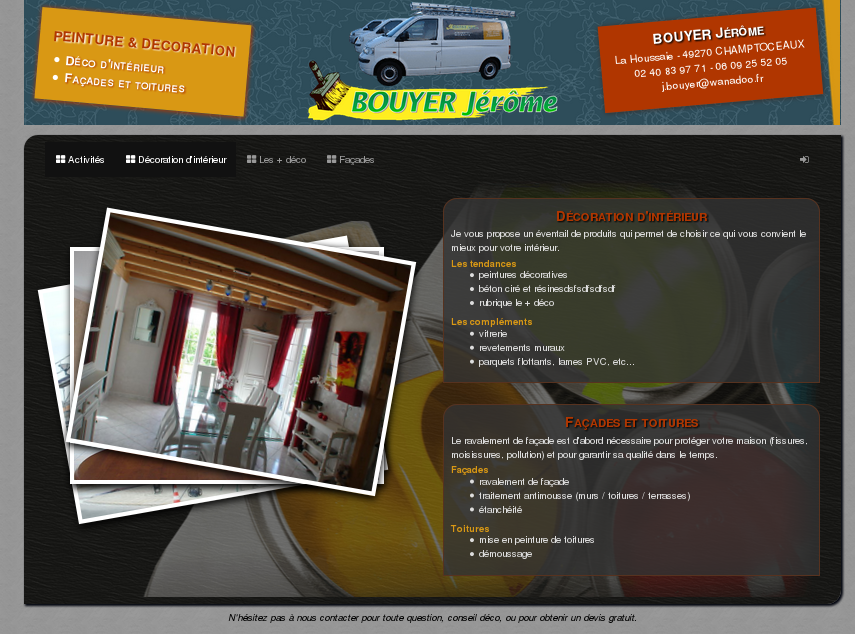 PEINTURE & DECORATION
• DÉCO D'INTÉRIEUR
• FAÇADES ET TOITURES
BOUYER Jérôme
BOUYER JÉRÔME
La Houssaie - 49270 CHAMPTOCEAUX
02 40 83 97 71 - 06 09 25 52 05
j.bouyer@wanadoo.fr
Activités Décoration d'intérieur Les + déco Façades
DÉCORATION D'INTÉRIEUR
Je vous propose un éventail de produits qui permet de choisir ce qui vous convient le
mieux pour votre intérieur.
Les tendances
• peintures décoratives
• béton ciré et résinesdsfsdfsdfsdf
• rubrique le + déco
Les compléments
• vitrerie
• revetements muraux
• parquets flottants, lames PVC, etc...
FAÇADES ET TOITURES
Le ravalement de façade est d'abord nécessaire pour protéger votre maison (fissures,
moisissures, pollution) et pour garantir sa qualité dans le temps.
Façades
• ravalement de façade
• traitement antimousse (murs / toitures / terrasses)
• étanchéité
Toitures
• mise en peinture de toitures
• démoussage
N'hésitez pas à nous contacter pour toute question, conseil déco, ou pour obtenir un devis gratuit.